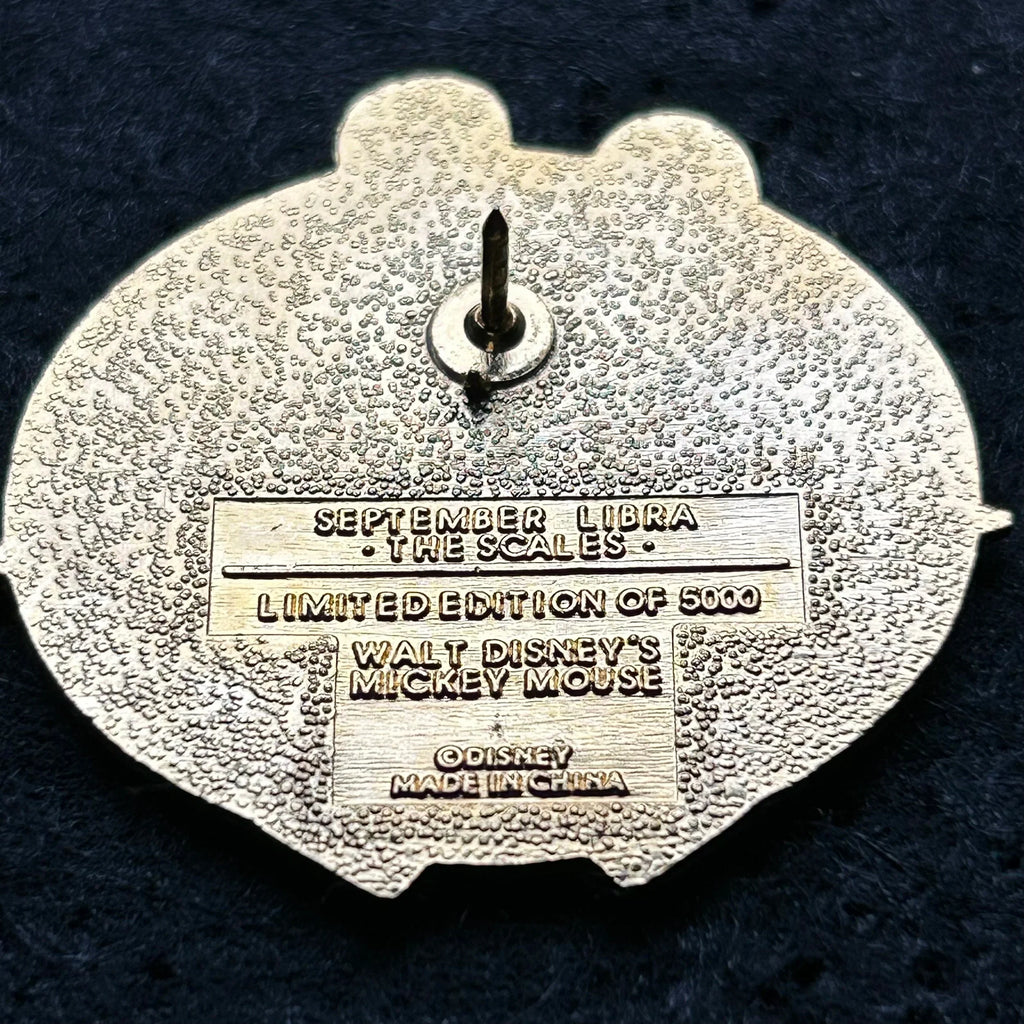 SEPTEMBER LIBRA
· THE SCALES ·
LIMITED EDITION OF 5000
WALT DISNEY'S
MICKEY MOUSE
©DISNEY
MADE IN CHINA